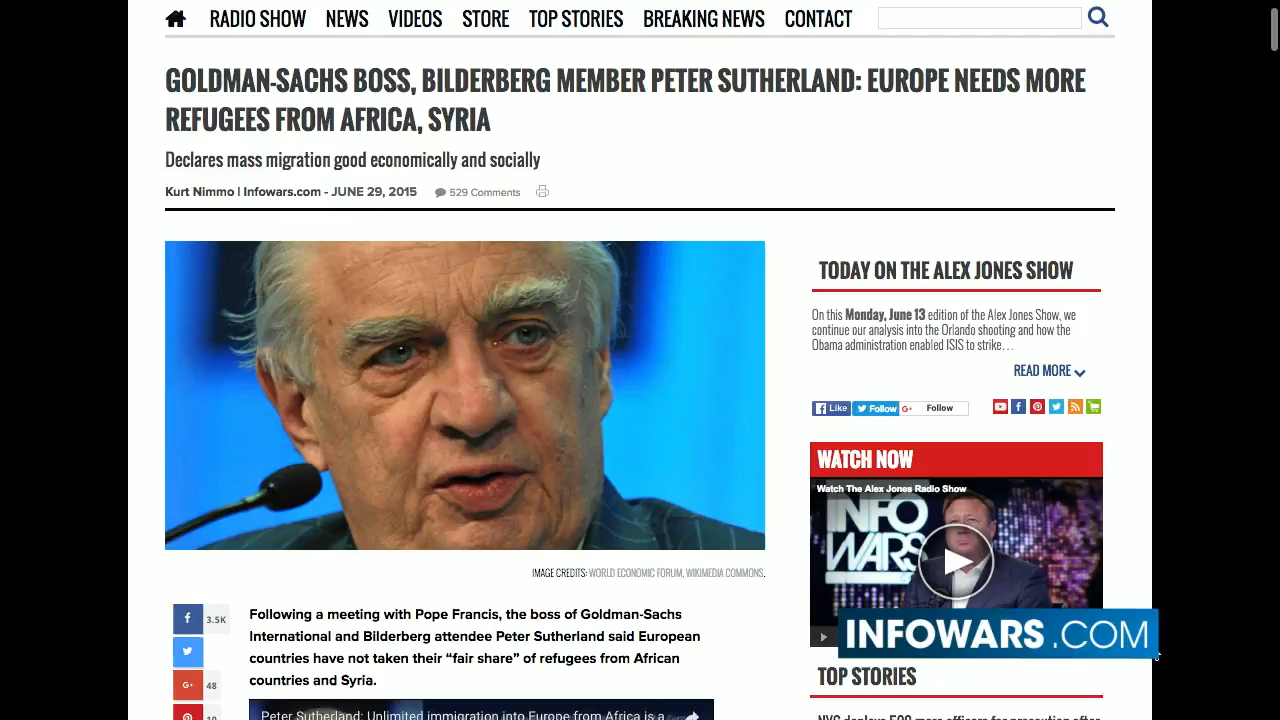 RADIO SHOW NEWS VIDEOS STORE TOP STORIES BREAKING NEWS CONTACT
GOLDMAN-SACHS BOSS, BILDERBERG MEMBER PETER SUTHERLAND: EUROPE NEEDS MORE
REFUGEES FROM AFRICA, SYRIA
Declares mass migration good economically and socially
Kurt Nimmo | Infowars.com - JUNE 29, 2015 529 Comments
IMAGE CREDITS: WORLD ECONOMIC FORUM, WIKIMEDIA COMMONS.
3.5K
48
10
Following a meeting with Pope Francis, the boss of Goldman-Sachs
International and Bilderberg attendee Peter Sutherland said European
countries have not taken their “fair share” of refugees from African
countries and Syria.
Peter Sutherland: Unlimited immigration into Europe from Africa is a
TODAY ON THE ALEX JONES SHOW
On this Monday, June 13 edition of the Alex Jones Show, we
continue our analysis into the Orlando shooting and how the
Obama administration enabled ISIS to strike…
READ MORE
Like Follow Follow
WATCH NOW
Watch The Alex Jones Radio Show
INFO
WARS
INFOWARS.COM
TOP STORIES
NYC deploys 500 more officers for procession after